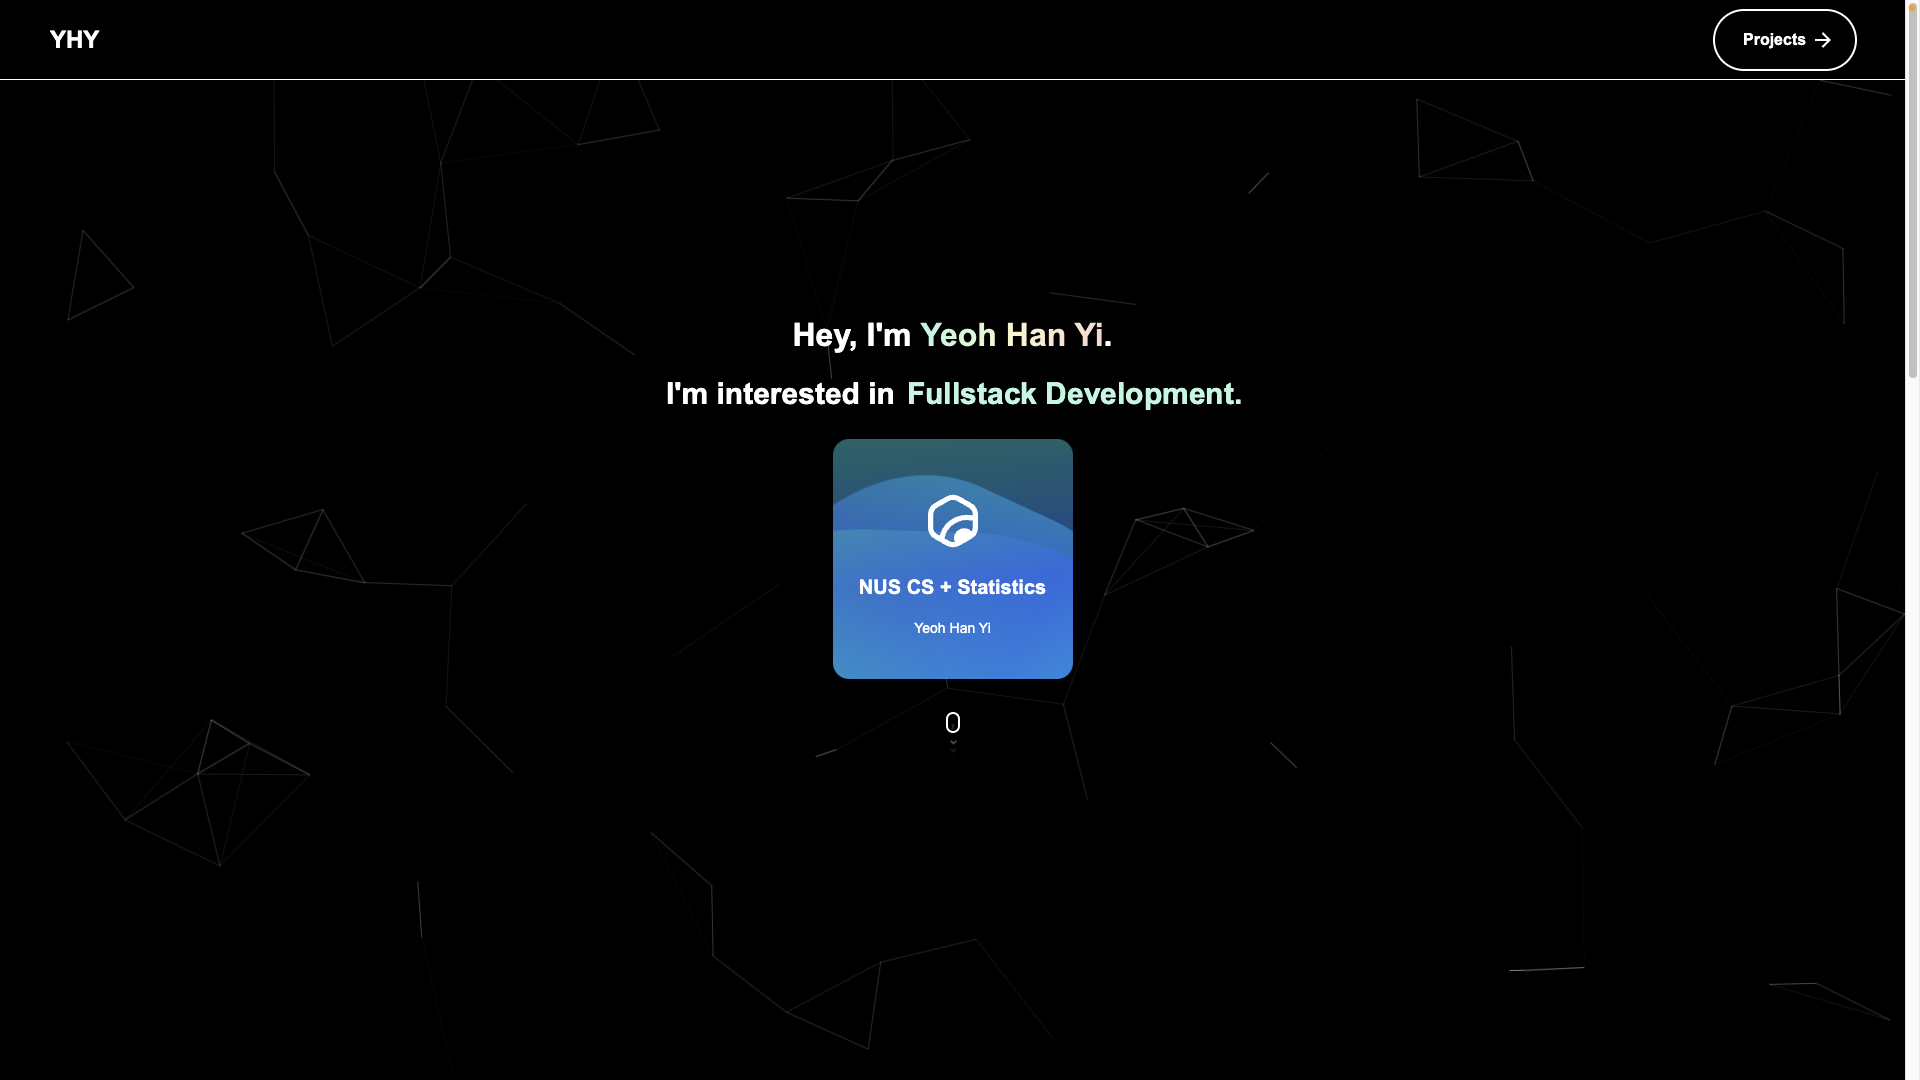 YHY
Projects
Hey, I'm Yeoh Han Yi.
I'm interested in Fullstack Development.
NUS CS + Statistics
Yeoh Han Yi